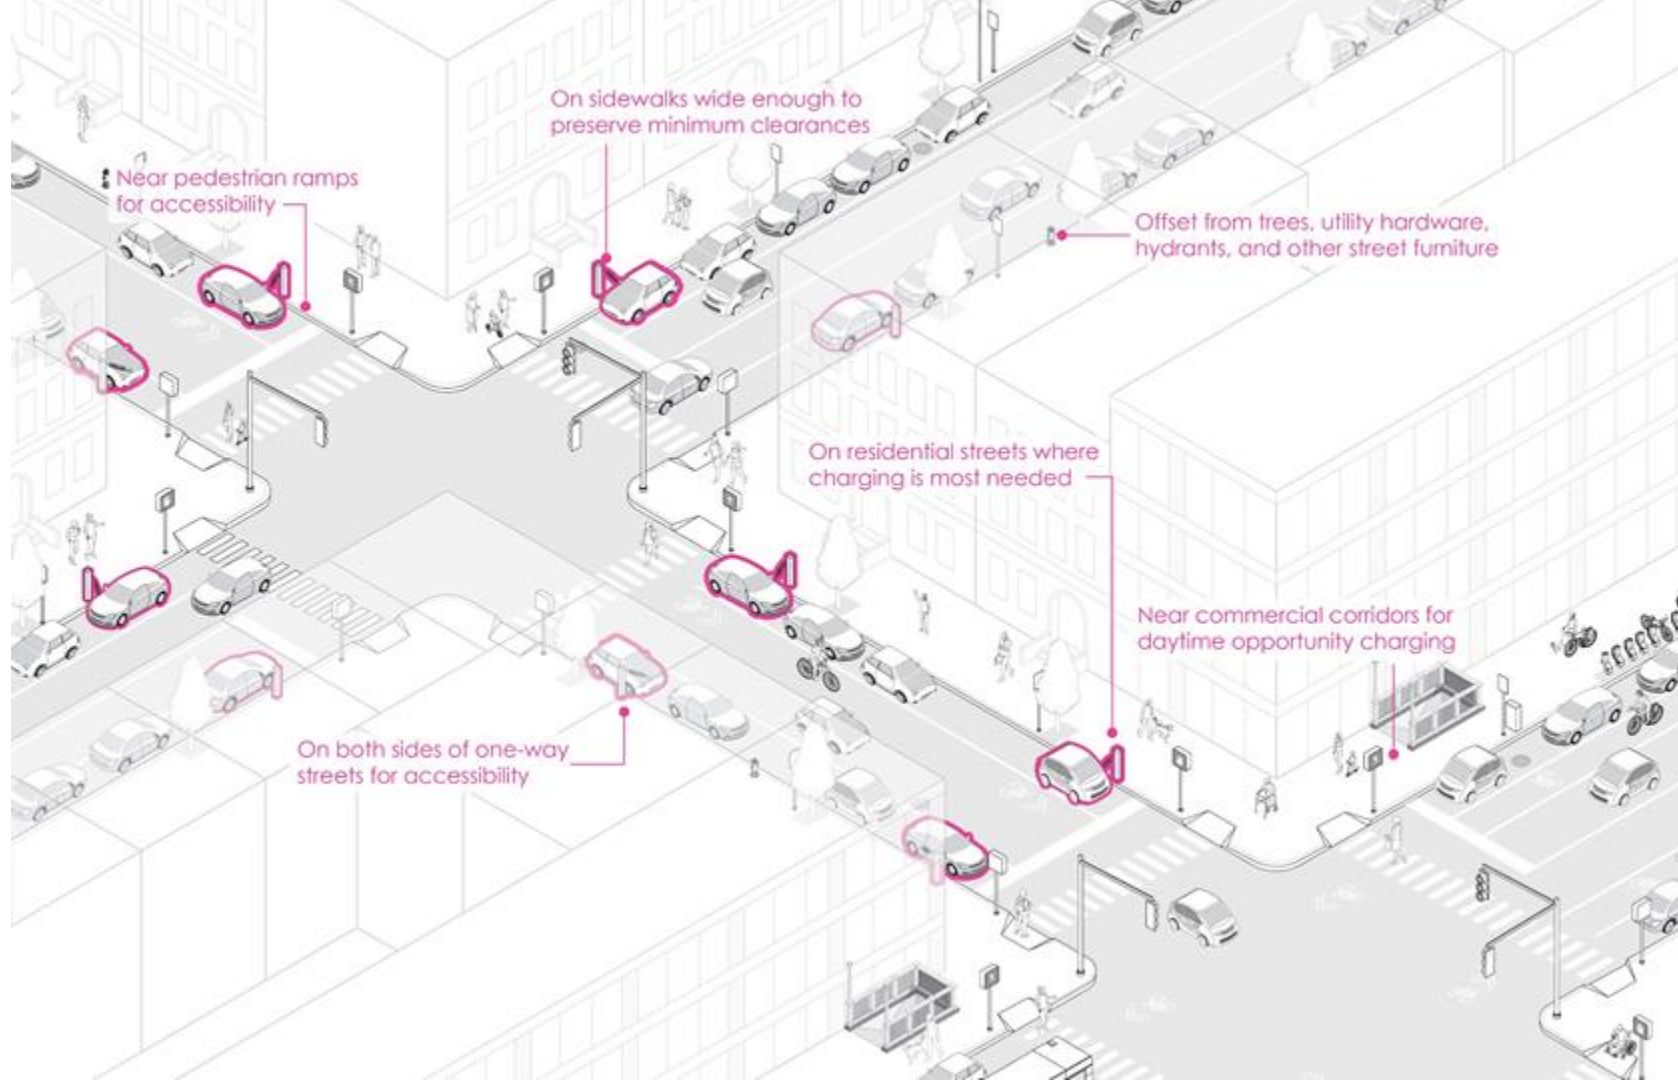 On sidewalks wide enough to
preserve minimum clearances
Near pedestrian ramps
for accessibility
Offset from trees, utility hardware,
hydrants, and other street furniture
On residential streets where
charging is most needed
Near commercial corridors for
daytime opportunity charging
On both sides of one-way
streets for accessibility